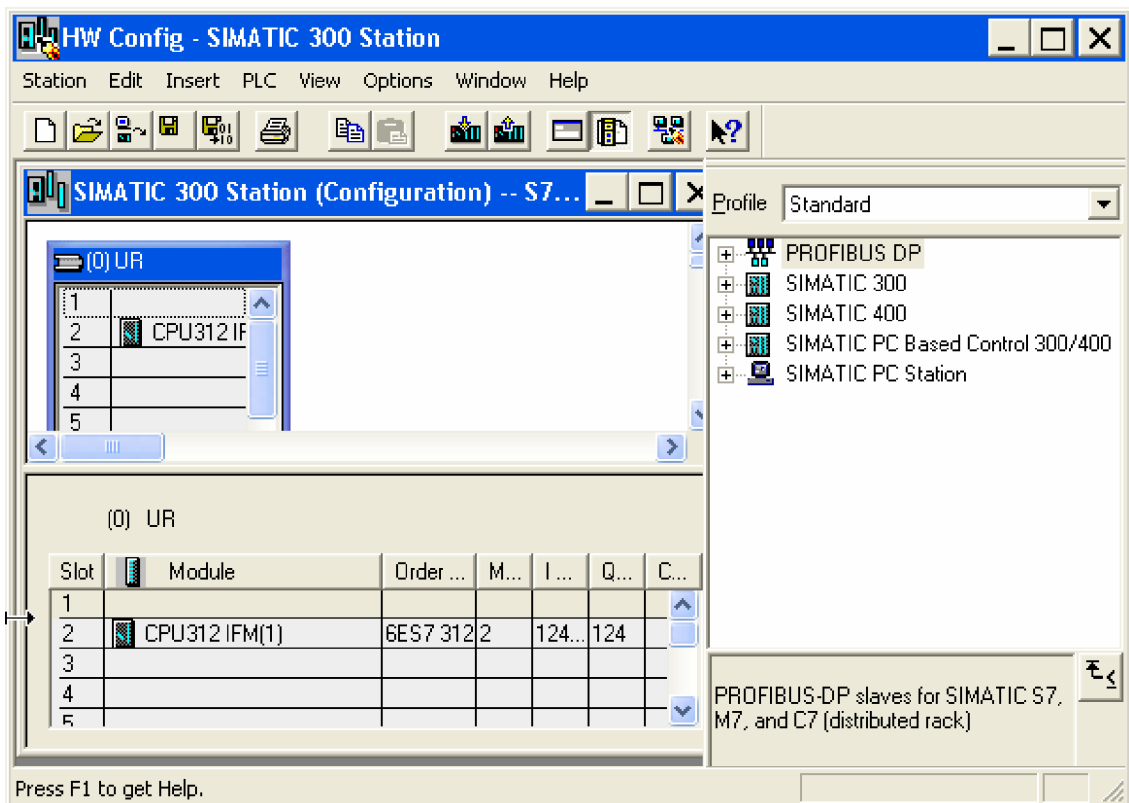 HW Config - SIMATIC 300 Station
Station Edit Insert PLC View Options Window Help
SIMATIC 300 Station (Configuration) -- S7...
Profile Standard
(0) UR
1
2 CPU312 IF
3
4
5
PROFIBUS DP
SIMATIC 300
SIMATIC 400
SIMATIC PC Based Control 300/400
SIMATIC PC Station
(0) UR
Slot Module Order ... M... I ... Q... C...
1
2 CPU312 IFM(1) 6ES7 312 2 124... 124
3
4
5
PROFIBUS-DP slaves for SIMATIC S7,
M7, and C7 (distributed rack)
Press F1 to get Help.